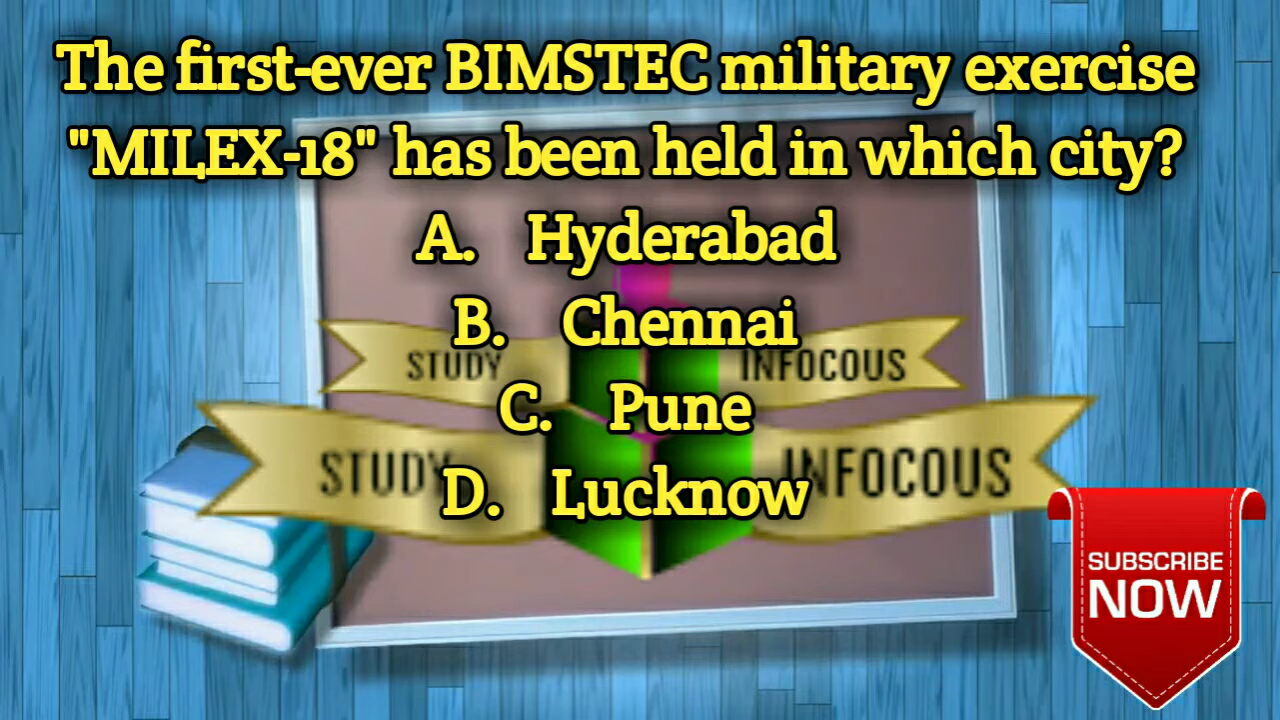 The first-ever BIMSTEC military exercise
"MILEX-18" has been held in which city?
A. Hyderabad
B. Chennai
STUDY INFOCOUS
C. Pune
STUDY INFOCOUS
D. Lucknow
SUBSCRIBE
NOW